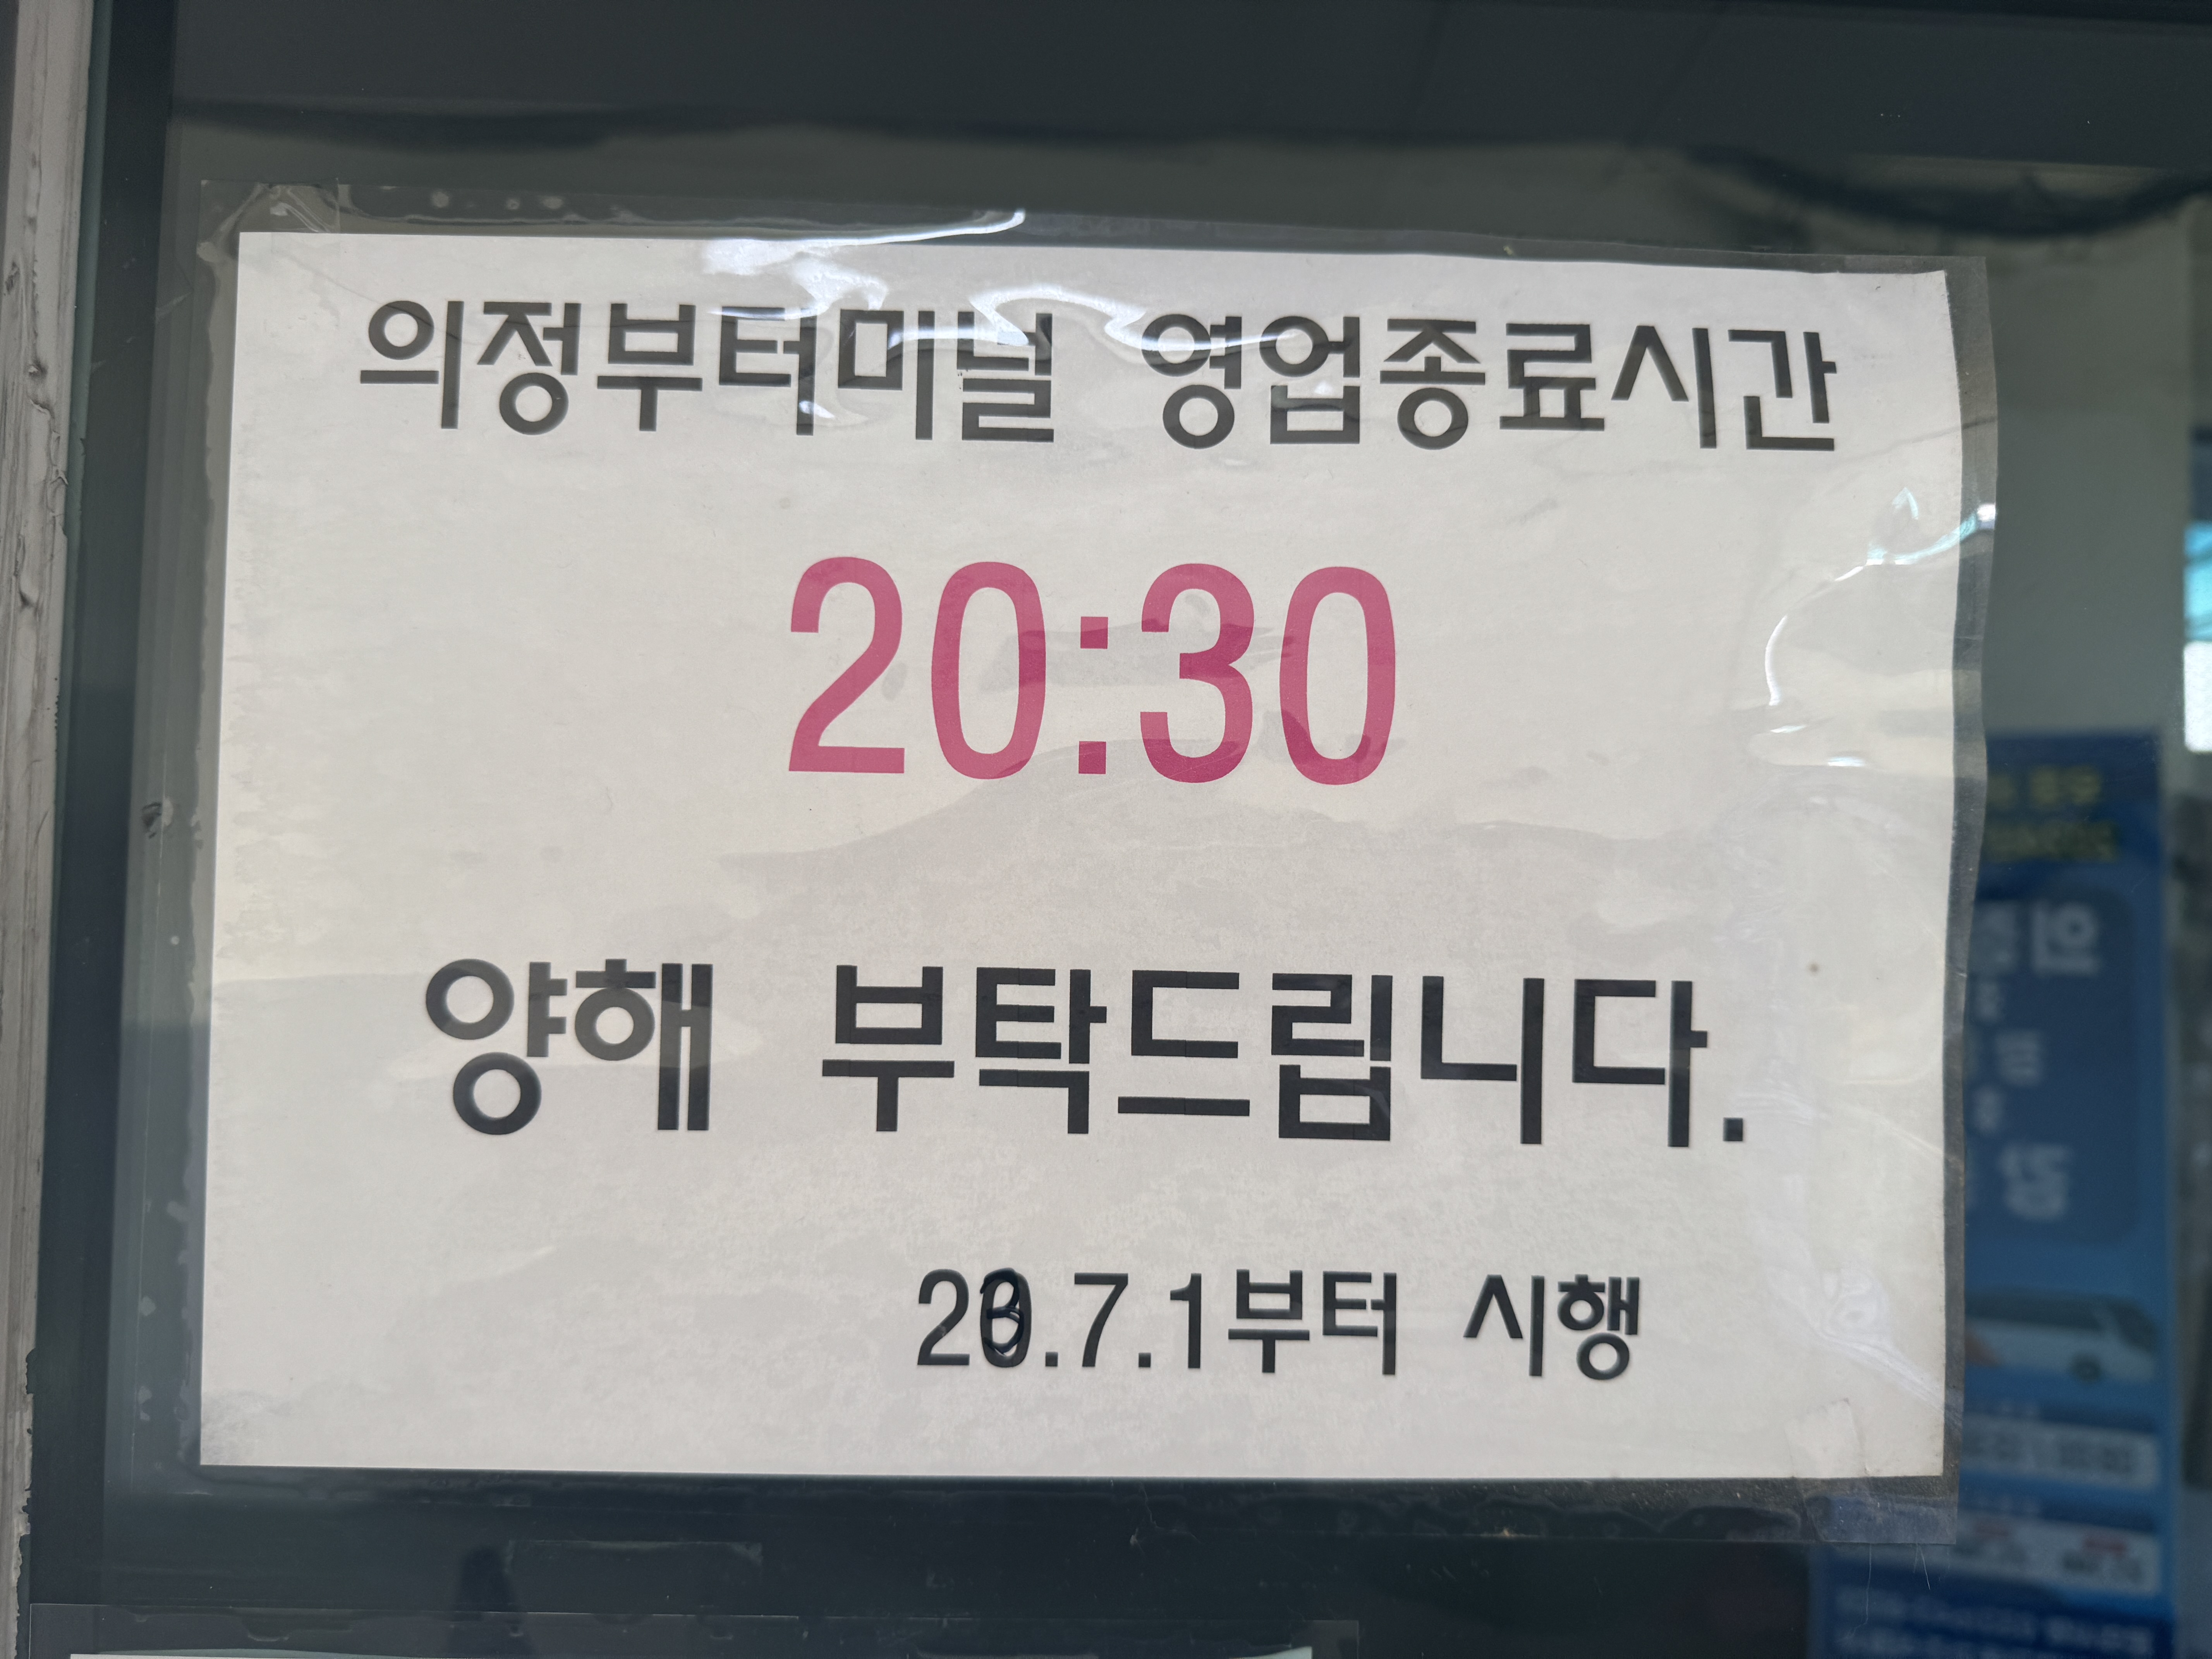 의정부터미널 영업종료시간
20:30
양해 부탁드립니다.
23.7.1부터 시행